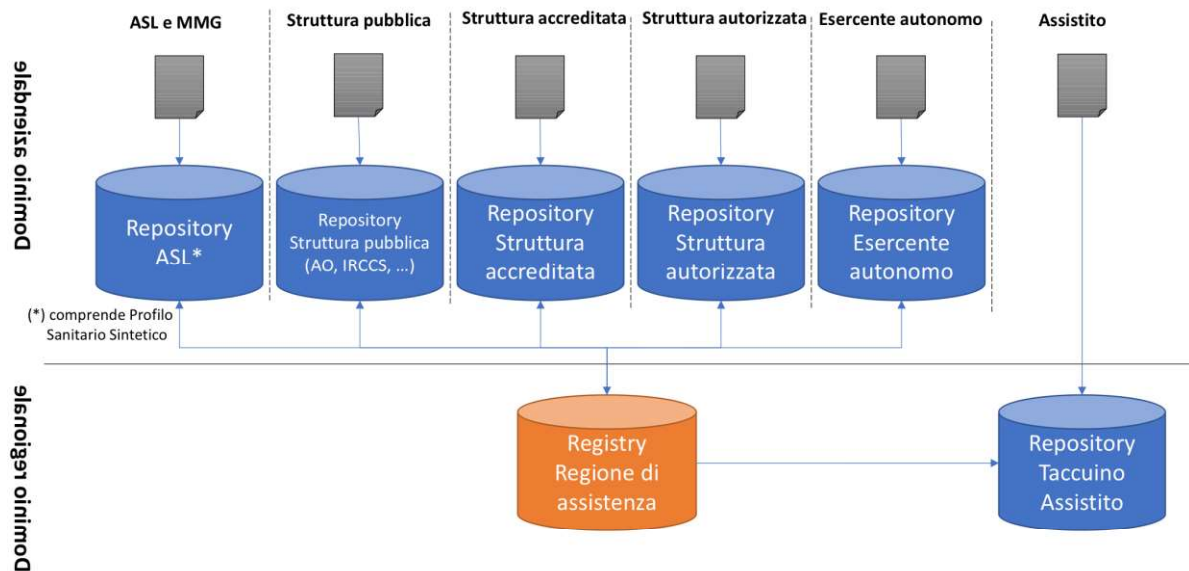 ASL e MMG
Struttura pubblica
Struttura accreditata
Struttura autorizzata
Esercente autonomo
Assistito
Dominio aziendale
Repository
ASL*
Repository
Struttura pubblica
(AO, IRCCS, ...)
Repository
Struttura
accreditata
Repository
Struttura
autorizzata
Repository
Esercente
autonomo
(*) comprende Profilo
Sanitario Sintetico
Dominio regionale
Registry
Regione di
assistenza
Repository
Taccuino
Assistito